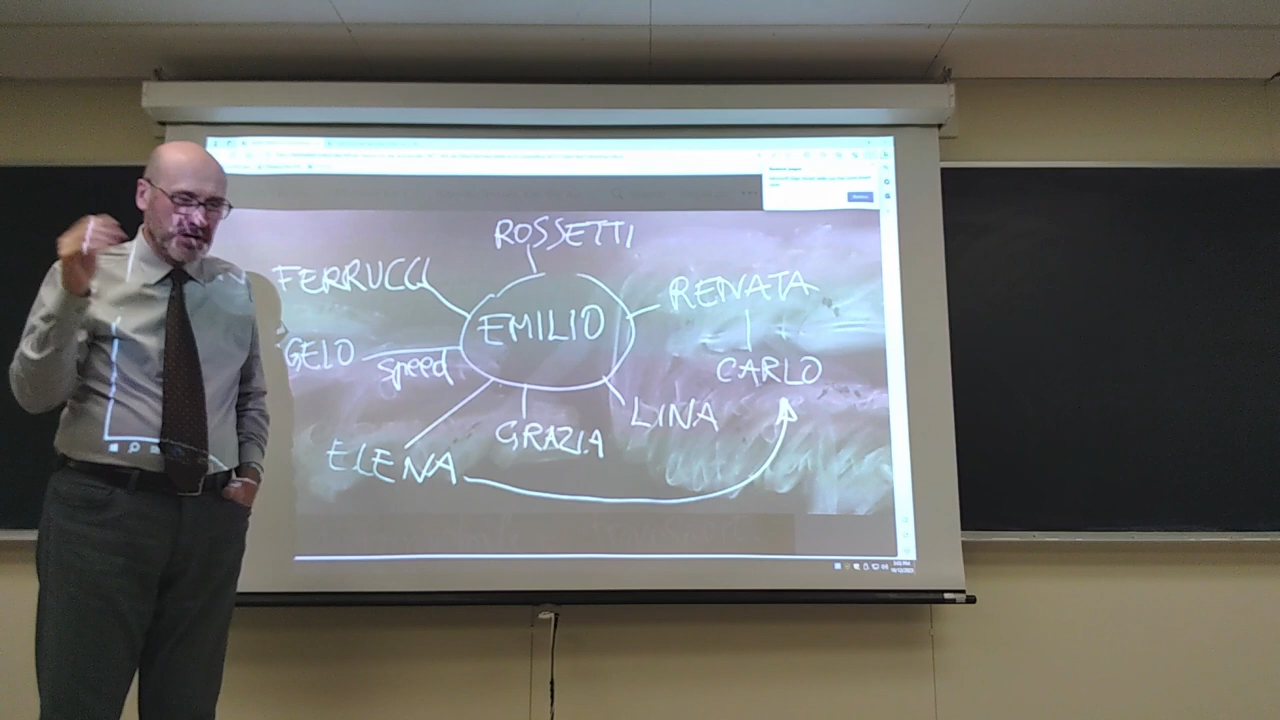 ROSSETTI
FERRUCCI
RENATA
EMILIO
GELO
speed
CARLO
LINA
GRAZIA
ELENA